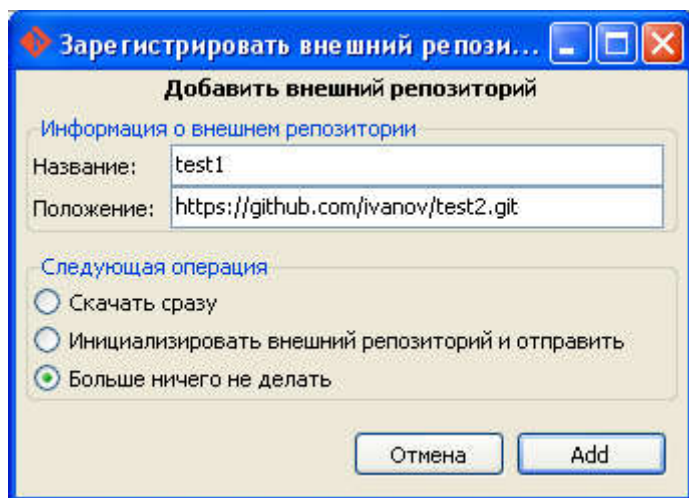 Зарегистрировать внешний репози...
Добавить внешний репозиторий
Информация о внешнем репозитории
Название: test1
Положение: https://github.com/ivanov/test2.git
Следующая операция
Скачать сразу
Инициализировать внешний репозиторий и отправить
Больше ничего не делать
Отмена Add